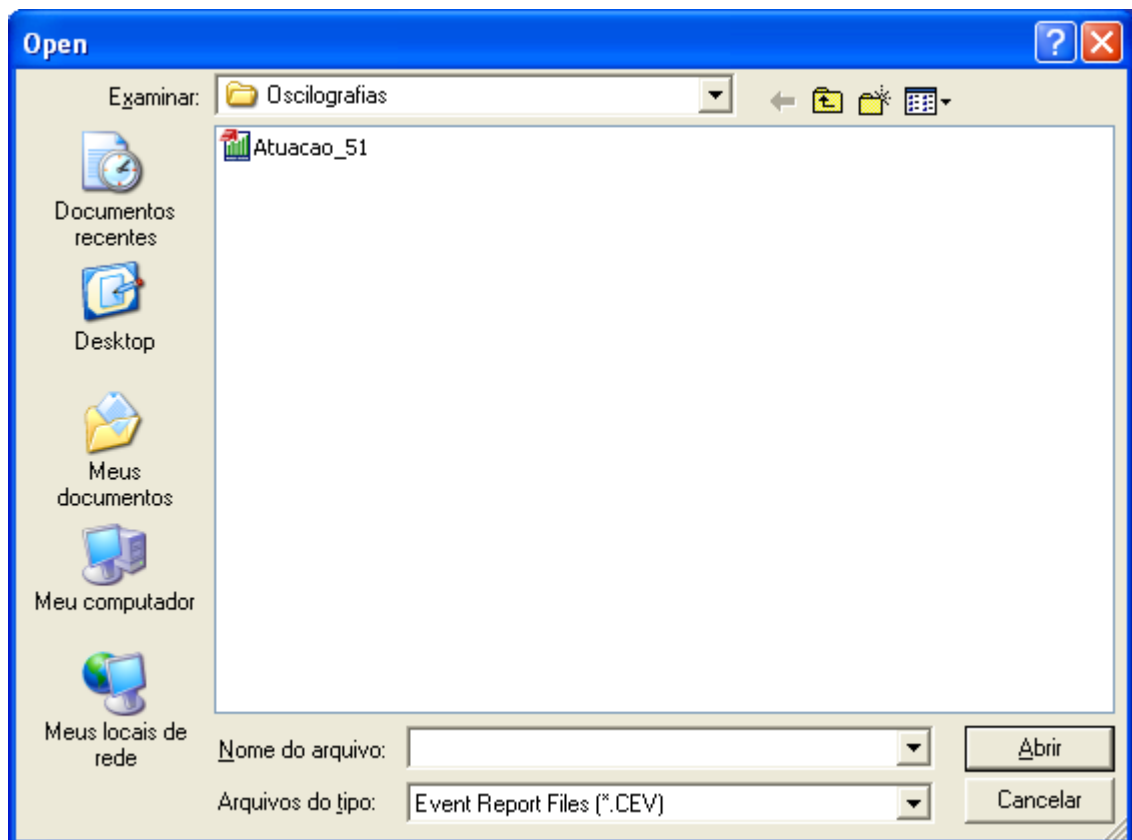 Open
Examinar:
Oscilografias
Atuacao_51
Documentos
recentes
Desktop
Meus
documentos
Meu computador
Meus locais de
rede
Nome do arquivo:
Abrir
Arquivos do tipo:
Event Report Files (*.CEV)
Cancelar